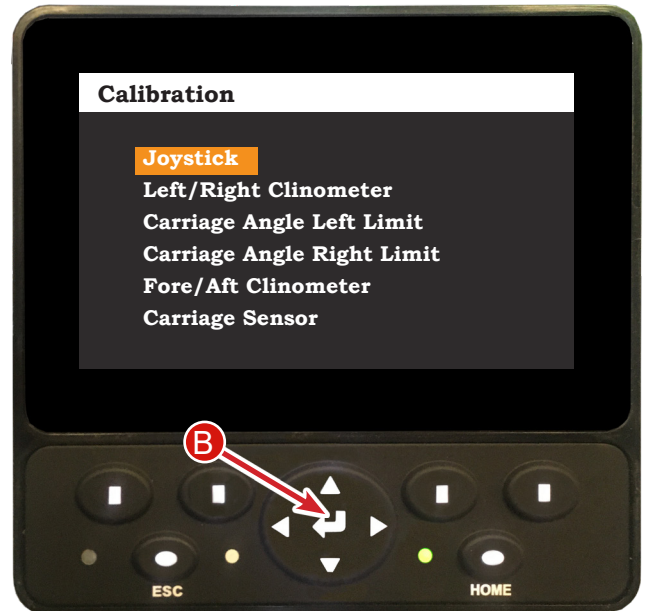 Calibration
Joystick
Left/Right Clinometer
Carriage Angle Left Limit
Carriage Angle Right Limit
Fore/Aft Clinometer
Carriage Sensor
B
ESC
HOME